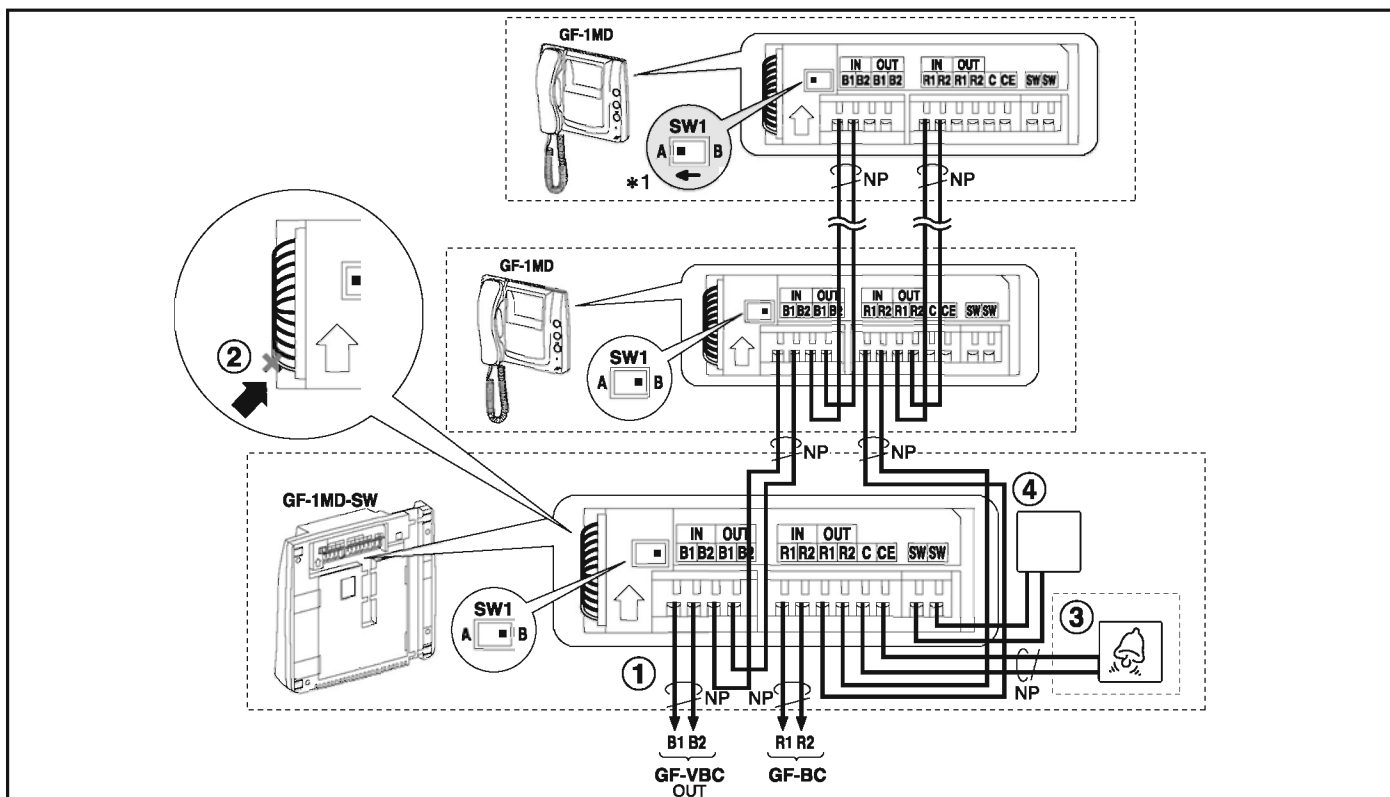 GF-1MD
IN OUT IN OUT
B1 B2 B1 B2 R1 R2 R1 R2 C CE SW SW
SW1
A B
*1
NP NP
GF-1MD
IN OUT IN OUT
B1 B2 B1 B2 R1 R2 R1 R2 C CE SW SW
SW1
A B
②
NP NP
GF-1MD-SW
④
IN OUT IN OUT
B1 B2 B1 B2 R1 R2 R1 R2 C CE SW SW
SW1
A B
③
①
NP NP NP
B1 B2 R1 R2
GF-VBC GF-BC
OUT